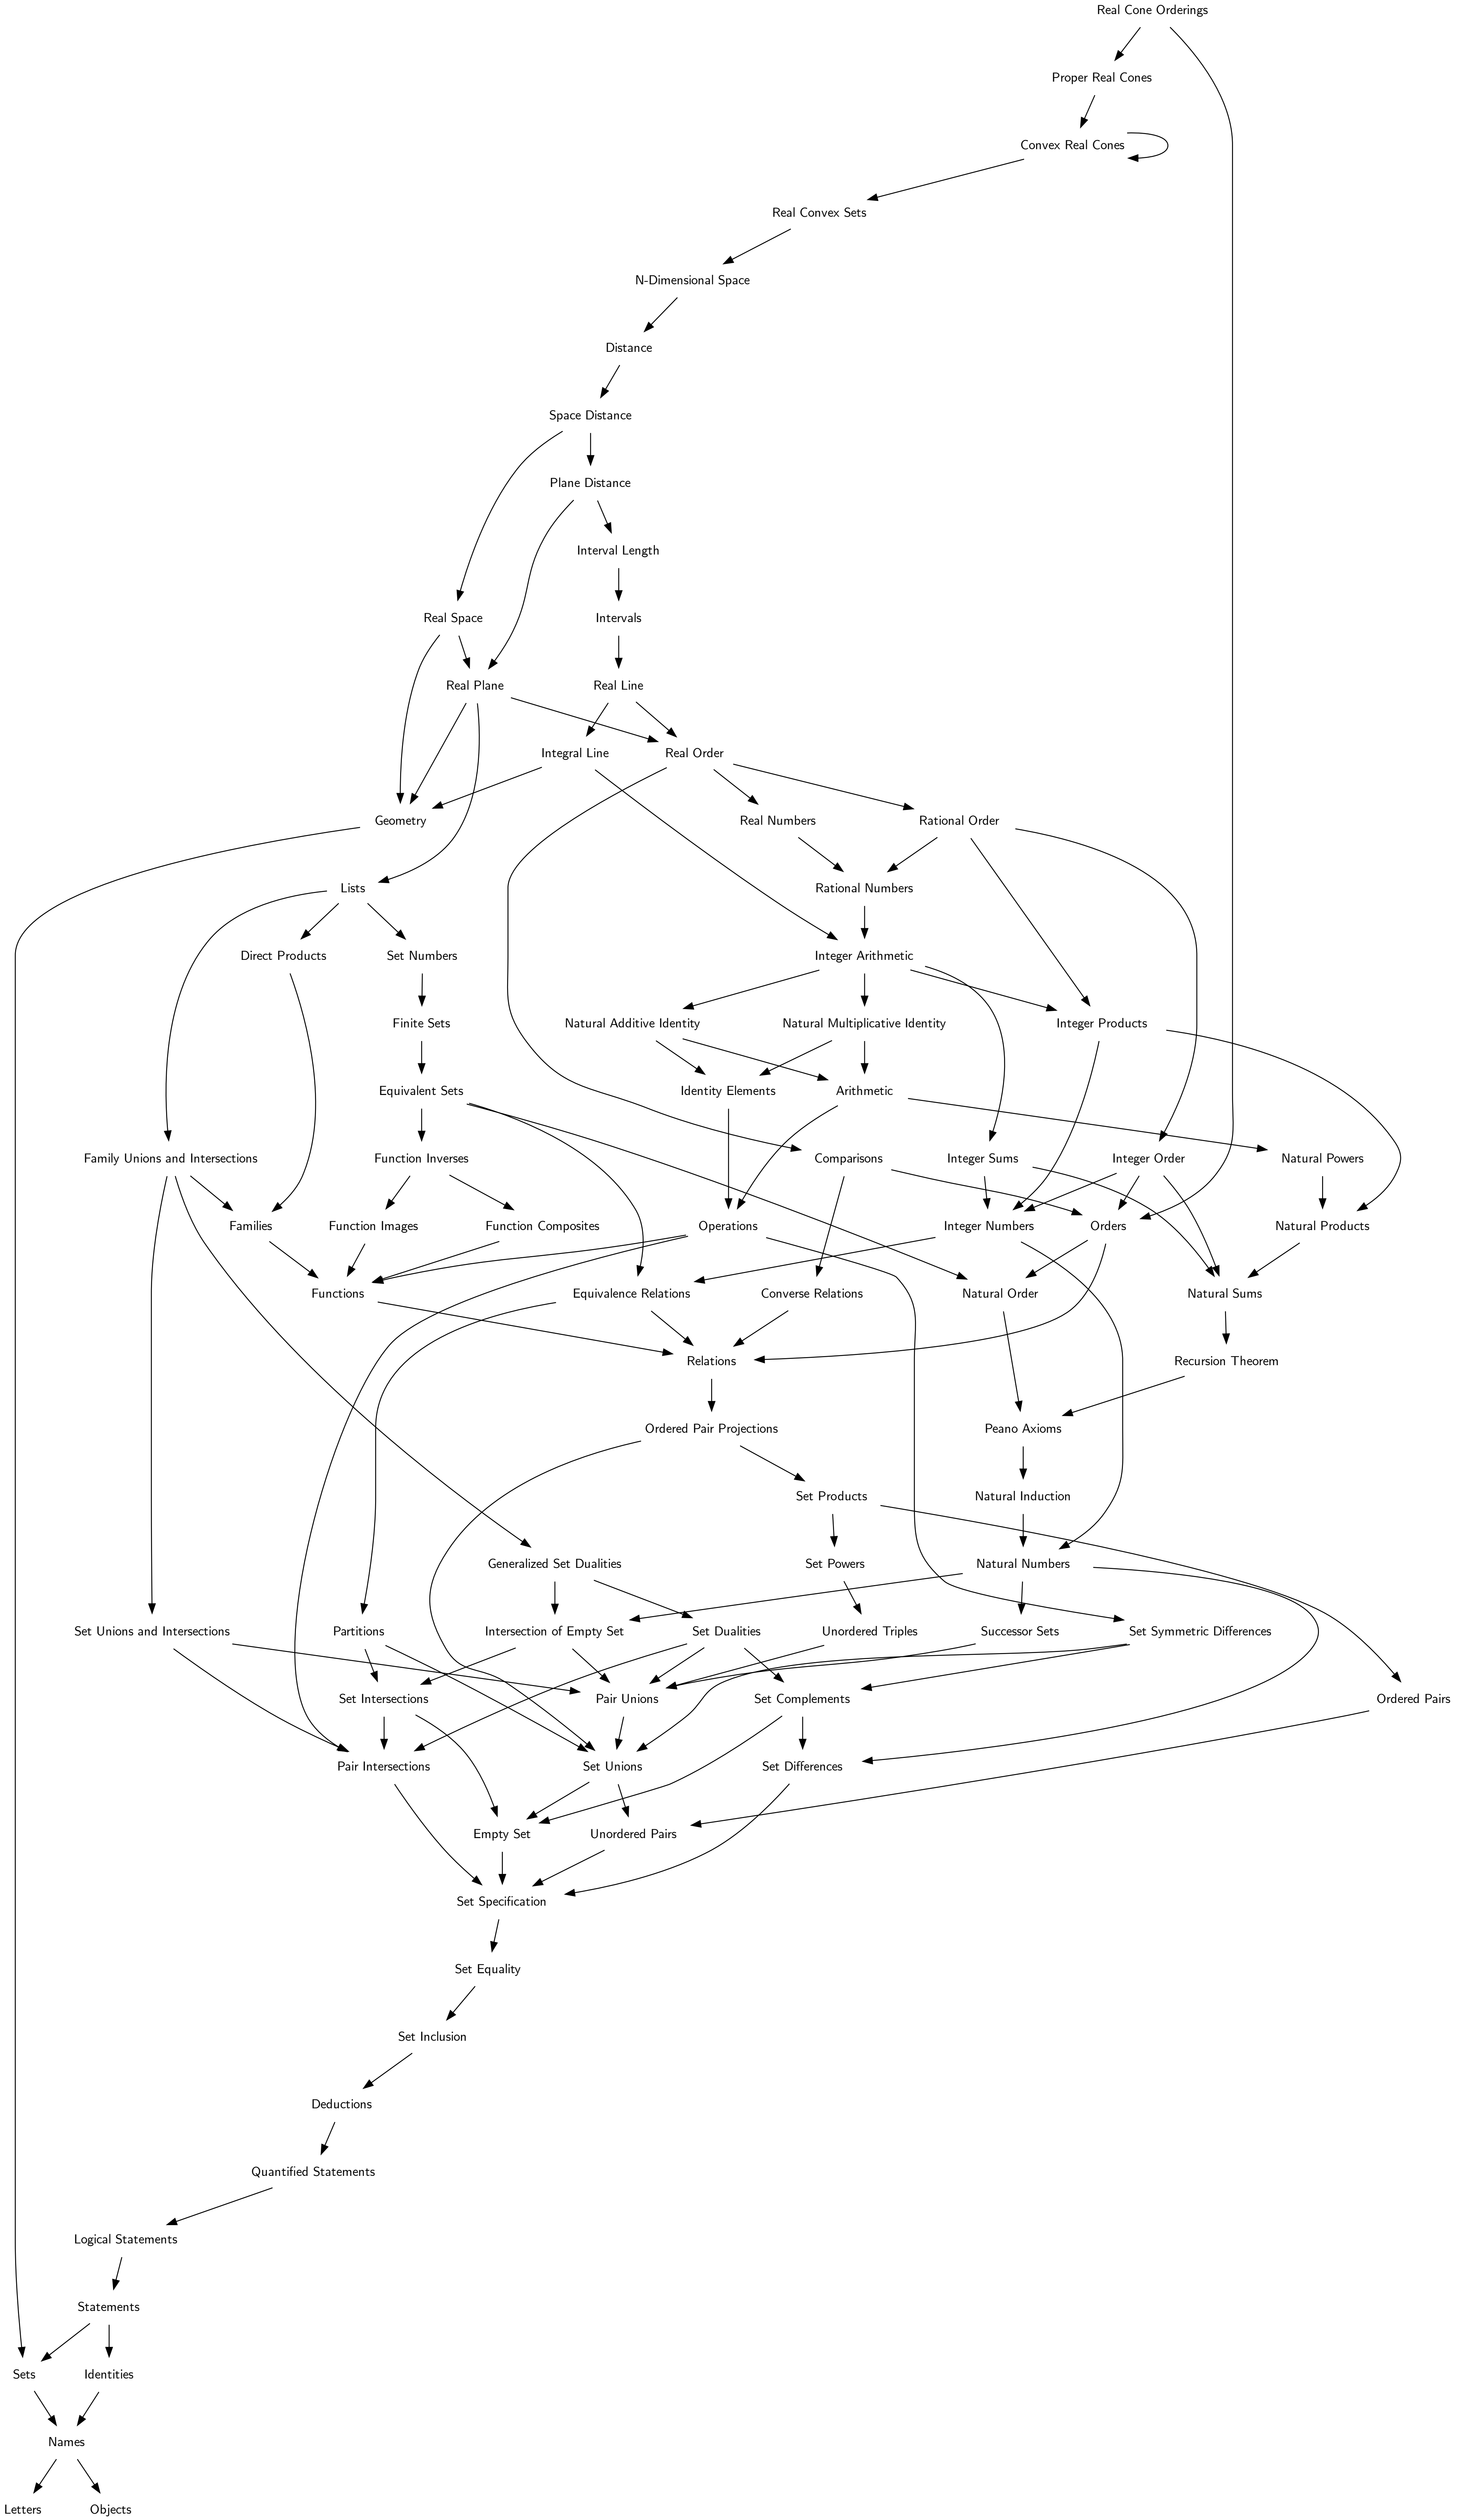 Real Cone Orderings
Proper Real Cones
Convex Real Cones
Real Convex Sets
N-Dimensional Space
Distance
Space Distance
Plane Distance
Interval Length
Real Space
Intervals
Real Plane
Real Line
Integral Line
Real Order
Geometry
Real Numbers
Rational Order
Lists
Rational Numbers
Direct Products
Set Numbers
Integer Arithmetic
Finite Sets
Natural Additive Identity
Natural Multiplicative Identity
Integer Products
Equivalent Sets
Identity Elements
Arithmetic
Family Unions and Intersections
Function Inverses
Comparisons
Integer Sums
Integer Order
Natural Powers
Families
Function Images
Function Composites
Operations
Integer Numbers
Orders
Natural Products
Functions
Equivalence Relations
Converse Relations
Natural Order
Natural Sums
Relations
Recursion Theorem
Ordered Pair Projections
Peano Axioms
Set Products
Natural Induction
Generalized Set Dualities
Set Powers
Natural Numbers
Set Unions and Intersections
Partitions
Intersection of Empty Set
Set Dualities
Unordered Triples
Successor Sets
Set Symmetric Differences
Set Intersections
Pair Unions
Set Complements
Ordered Pairs
Pair Intersections
Set Unions
Set Differences
Empty Set
Unordered Pairs
Set Specification
Set Equality
Set Inclusion
Deductions
Quantified Statements
Logical Statements
Statements
Sets
Identities
Names
Letters
Objects